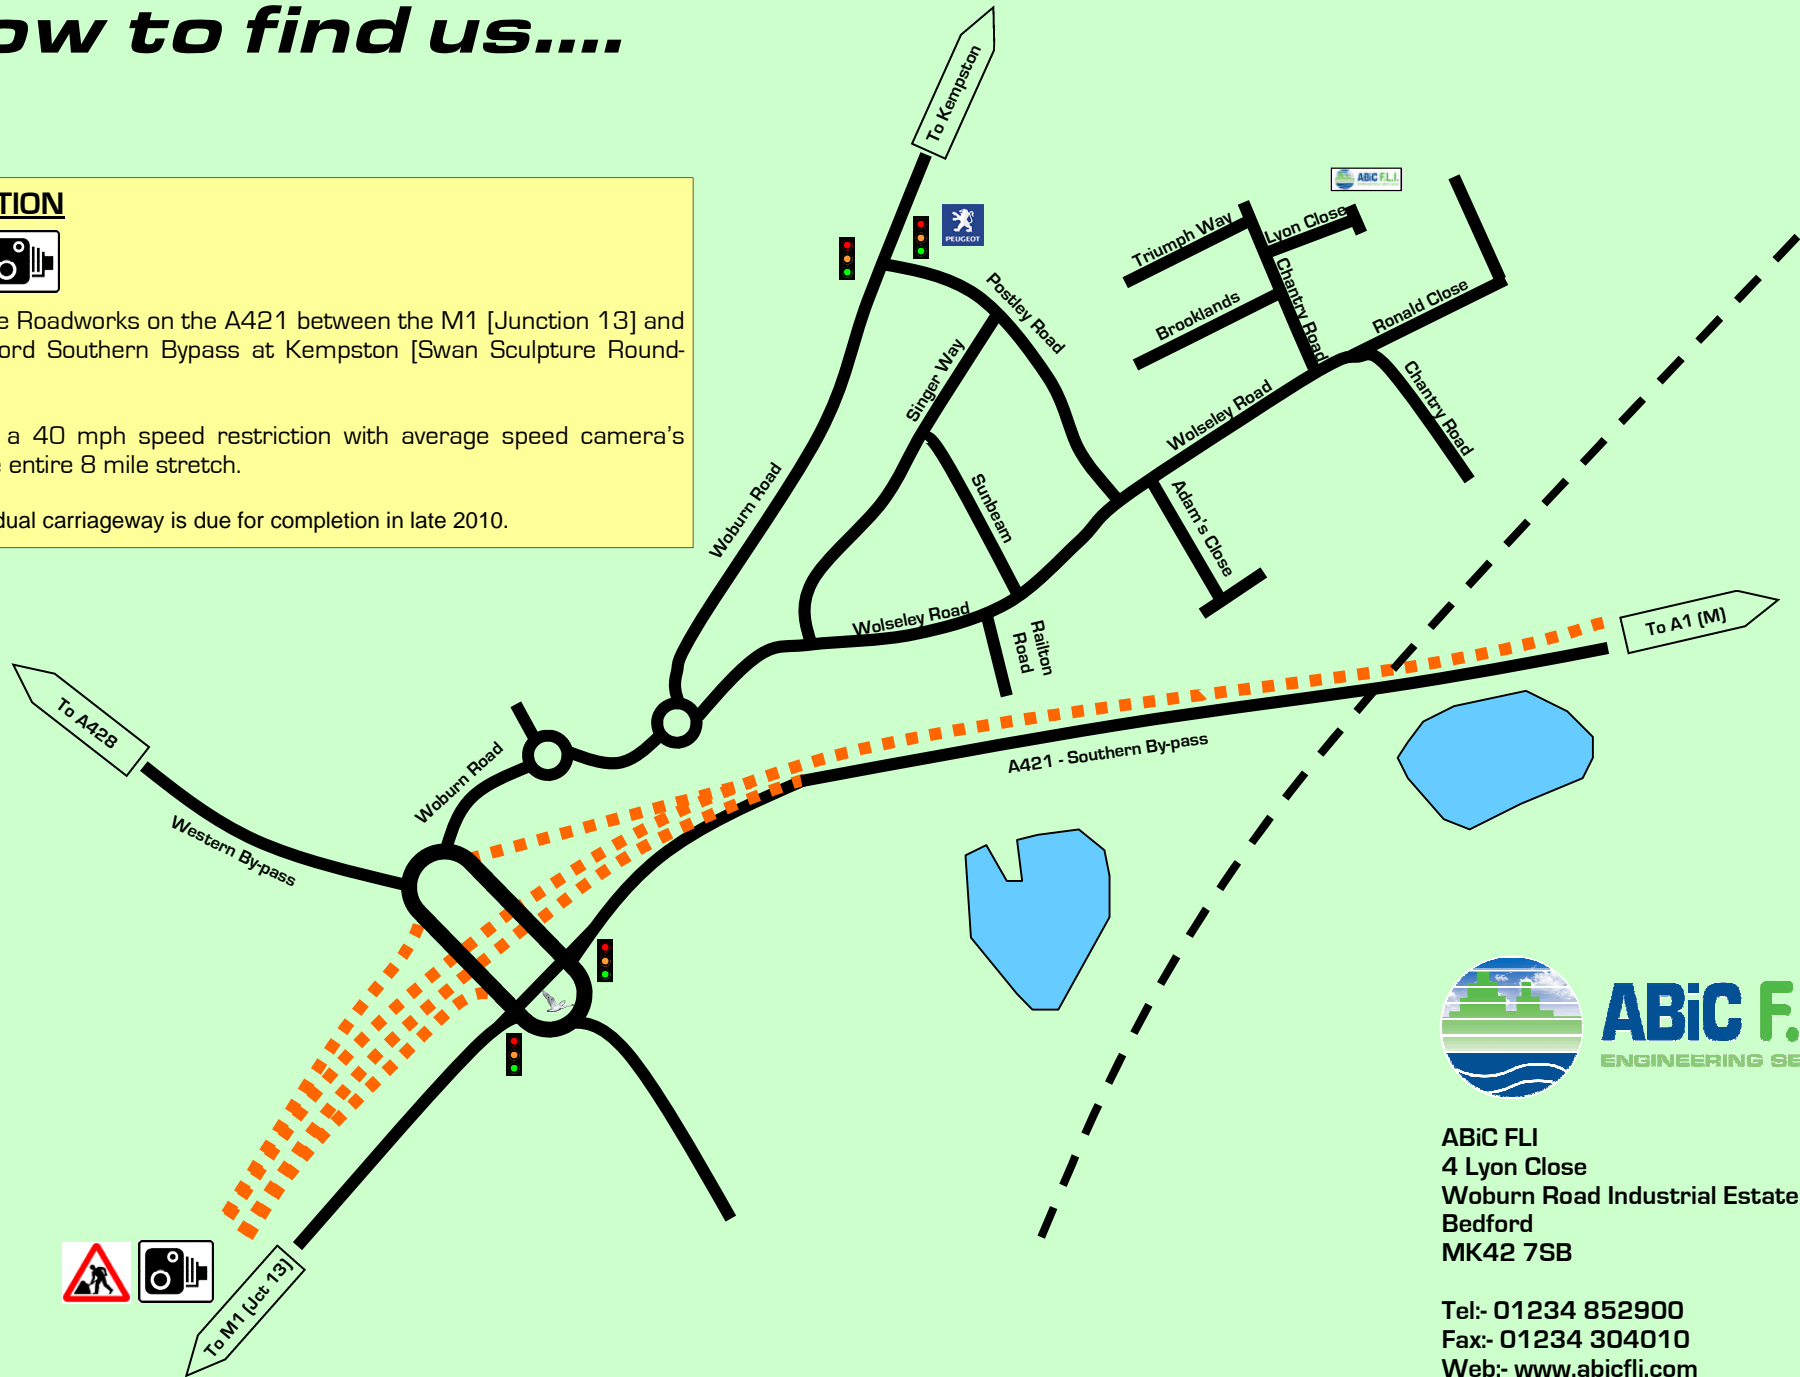 ow to find us....
TION
e Roadworks on the A421 between the M1 [Junction 13] and
ord Southern Bypass at Kempston [Swan Sculpture Round-
a 40 mph speed restriction with average speed camera's
e entire 8 mile stretch.
dual carriageway is due for completion in late 2010.
To Kempston
PEUGEOT
ABiC F.L.I.
Triumph Way
Lyon Close
Chantry Road
Brooklands
Ronald Close
Postley Road
Singer Way
Chantry Road
Wolseley Road
Woburn Road
Sunbeam
Adam's Close
Wolseley Road
Railton
Road
To A1 (M)
To A428
Woburn Road
A421 - Southern By-pass
Western By-pass
To M1 [Jct 13]
ABiC F.
ENGINEERING SE
ABiC FLI
4 Lyon Close
Woburn Road Industrial Estate
Bedford
MK42 7SB
Tel:- 01234 852900
Fax:- 01234 304010
Web:- www.abicfli.com